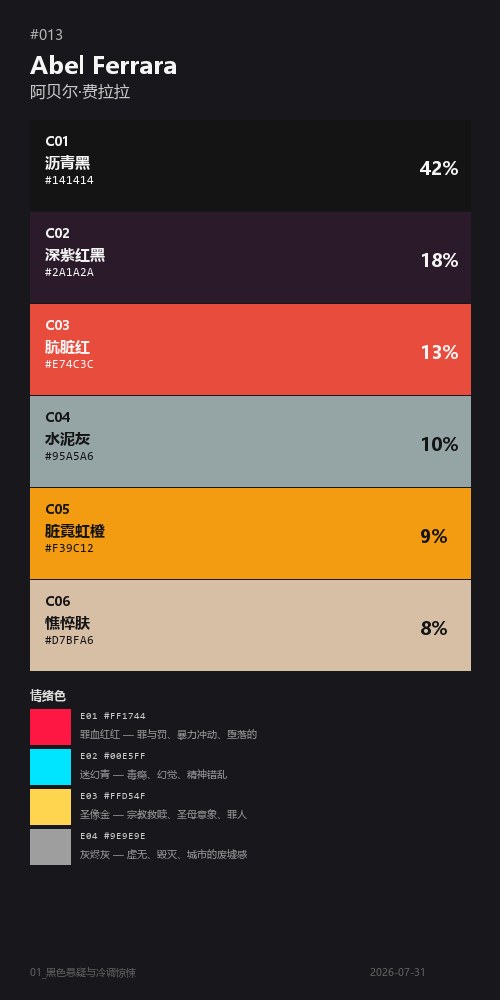 #013
Abel Ferrara
阿贝尔·费拉拉
C01
沥青黑
#141414
42%
C02
深紫红黑
#2A1A2A
18%
C03
肮脏红
#E74C3C
13%
C04
水泥灰
#95A5A6
10%
C05
脏霓虹橙
#F39C12
9%
C06
憔悴肤
#D7BFA6
8%
情绪色
E01 #FF1744
罪血红红 — 罪与罚、暴力冲动、堕落的
E02 #00E5FF
迷幻青 — 毒瘾、幻觉、精神错乱
E03 #FFD54F
圣像金 — 宗教救赎、圣母意象、罪人
E04 #9E9E9E
灰烬灰 — 虚无、毁灭、城市的废墟感
01_黑色悬疑与冷调惊悚
2026-07-31